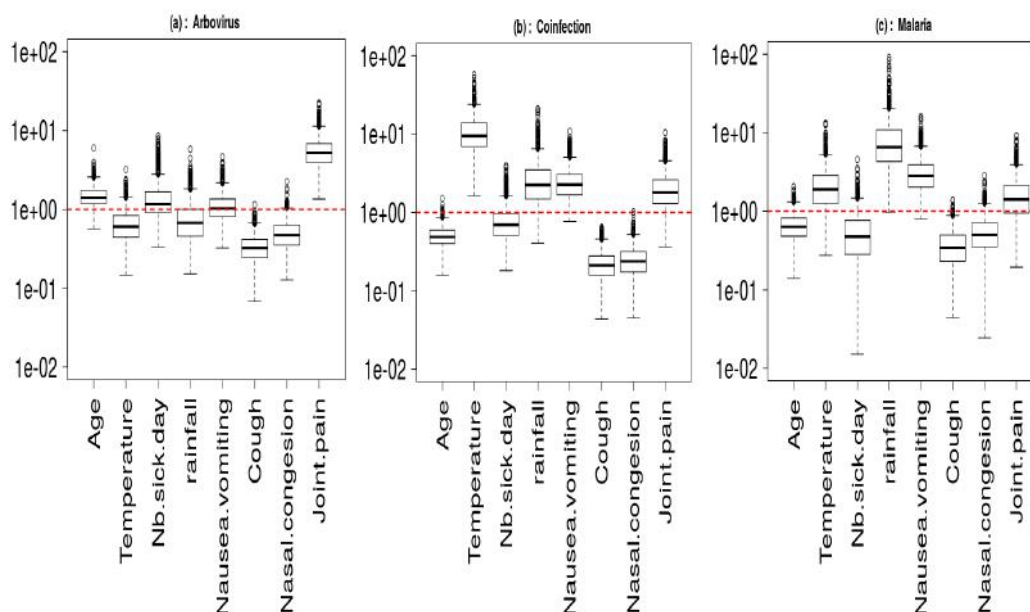 (a) : Arbovirus
1e+02
1e+01
1e+00
1e-01
1e-02
Age
Temperature
Nb.sick.day
rainfall
Nausea.vomiting
Cough
Nasal.congesion
Joint.pain
(b) : Coinfection
1e+02
1e+01
1e+00
1e-01
1e-02
Age
Temperature
Nb.sick.day
rainfall
Nausea.vomiting
Cough
Nasal.congesion
Joint.pain
(c) : Malaria
1e+02
1e+01
1e+00
1e-01
1e-02
Age
Temperature
Nb.sick.day
rainfall
Nausea.vomiting
Cough
Nasal.congesion
Joint.pain